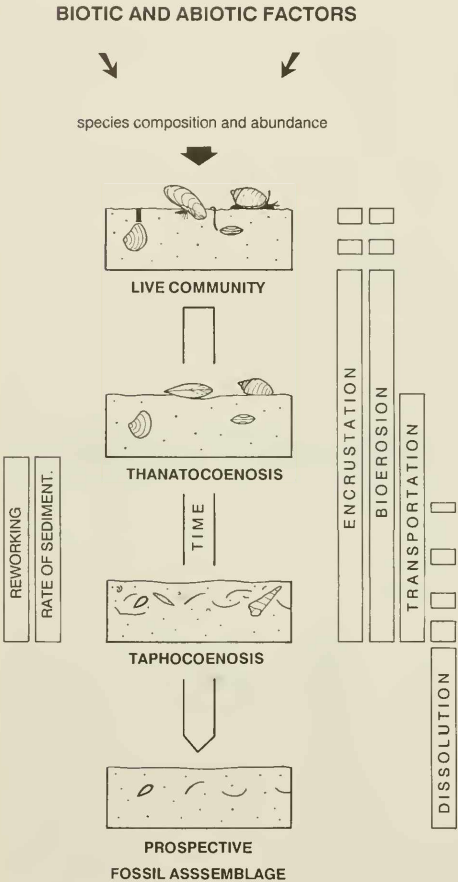 BIOTIC AND ABIOTIC FACTORS
species composition and abundance
LIVE COMMUNITY
THANATOCOENOSIS
TIME
TAPHOCOENOSIS
PROSPECTIVE
FOSSIL ASSSEMBLAGE
REWORKING
RATE OF SEDIMENT.
ENCRUSTATION
BIOEROSION
TRANSPORTATION
DISSOLUTION